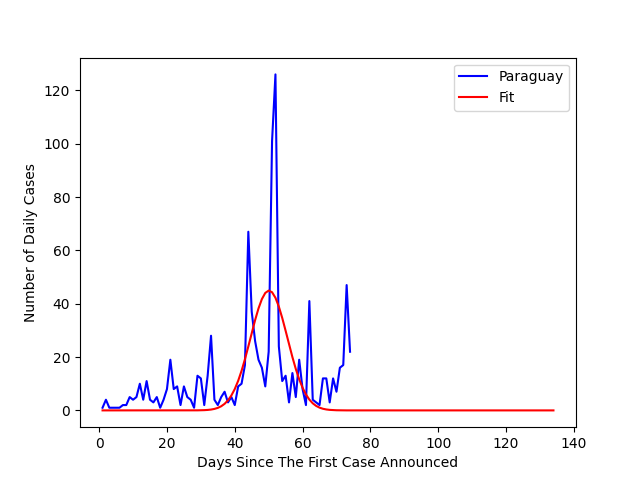 Paraguay
Fit
120
100
80
60
40
20
0
Number of Daily Cases
0 20 40 60 80 100 120 140
Days Since The First Case Announced